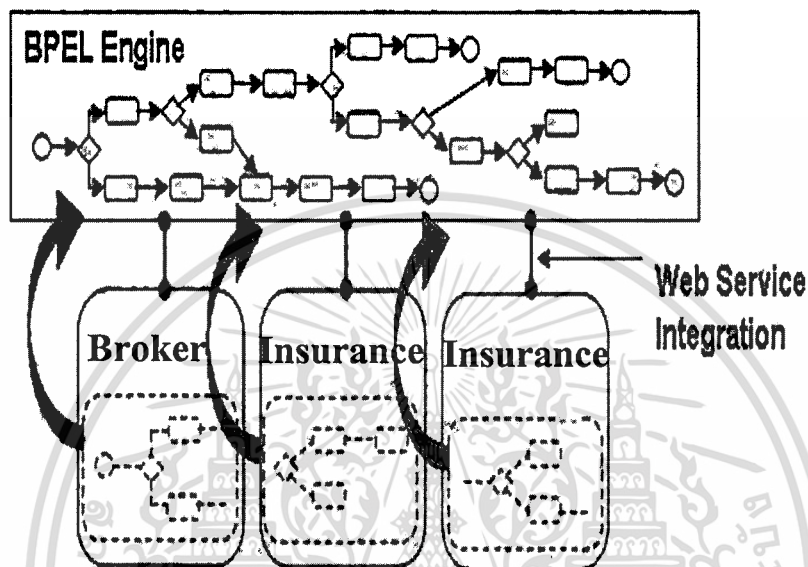 BPEL Engine
Web Service
Integration
Broker
Insurance
Insurance